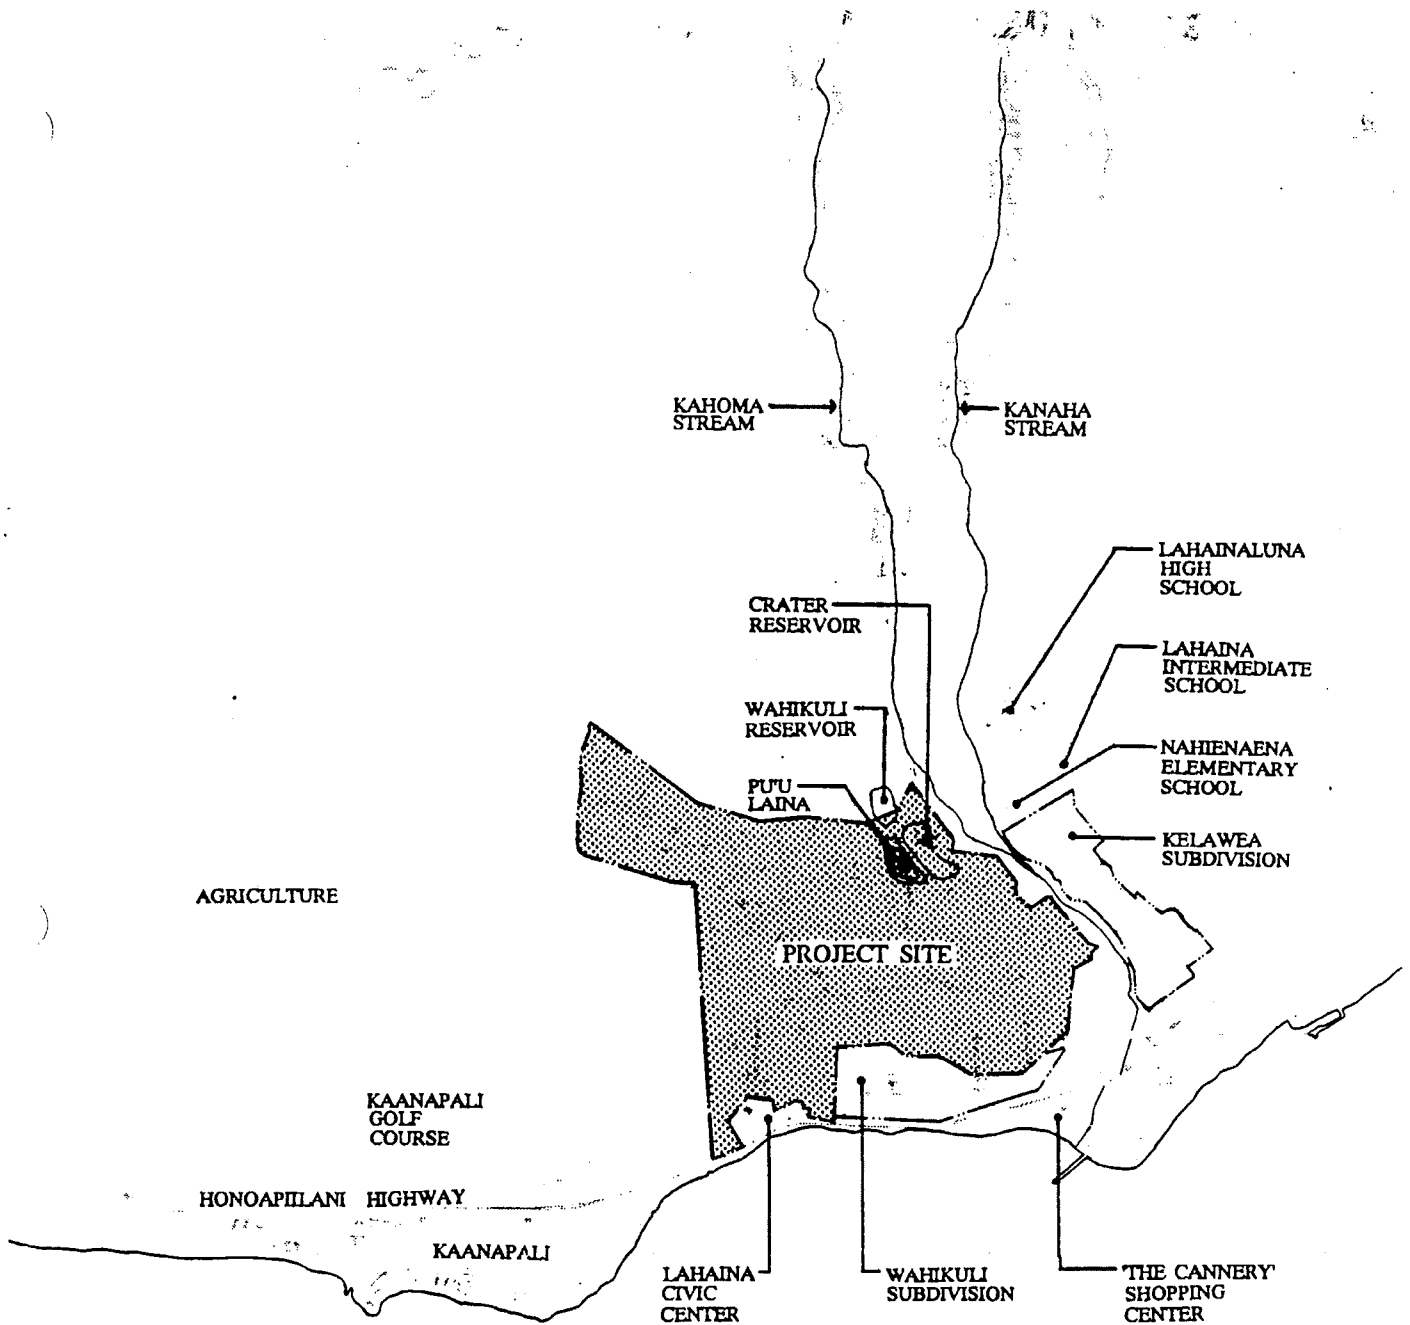 KAHOMA
STREAM
KANAHA
STREAM
LAHAINALUNA
HIGH
SCHOOL
CRATER
RESERVOIR
LAHAINA
INTERMEDIATE
SCHOOL
WAHIKULI
RESERVOIR
NAHIENAENA
ELEMENTARY
SCHOOL
PU'U
LAINA
KELAWEA
SUBDIVISION
AGRICULTURE
PROJECT SITE
KAANAPALI
GOLF
COURSE
HONOAPIILANI HIGHWAY
KAANAPALI
LAHAINA
CIVIC
CENTER
WAHIKULI
SUBDIVISION
'THE CANNERY'
SHOPPING
CENTER